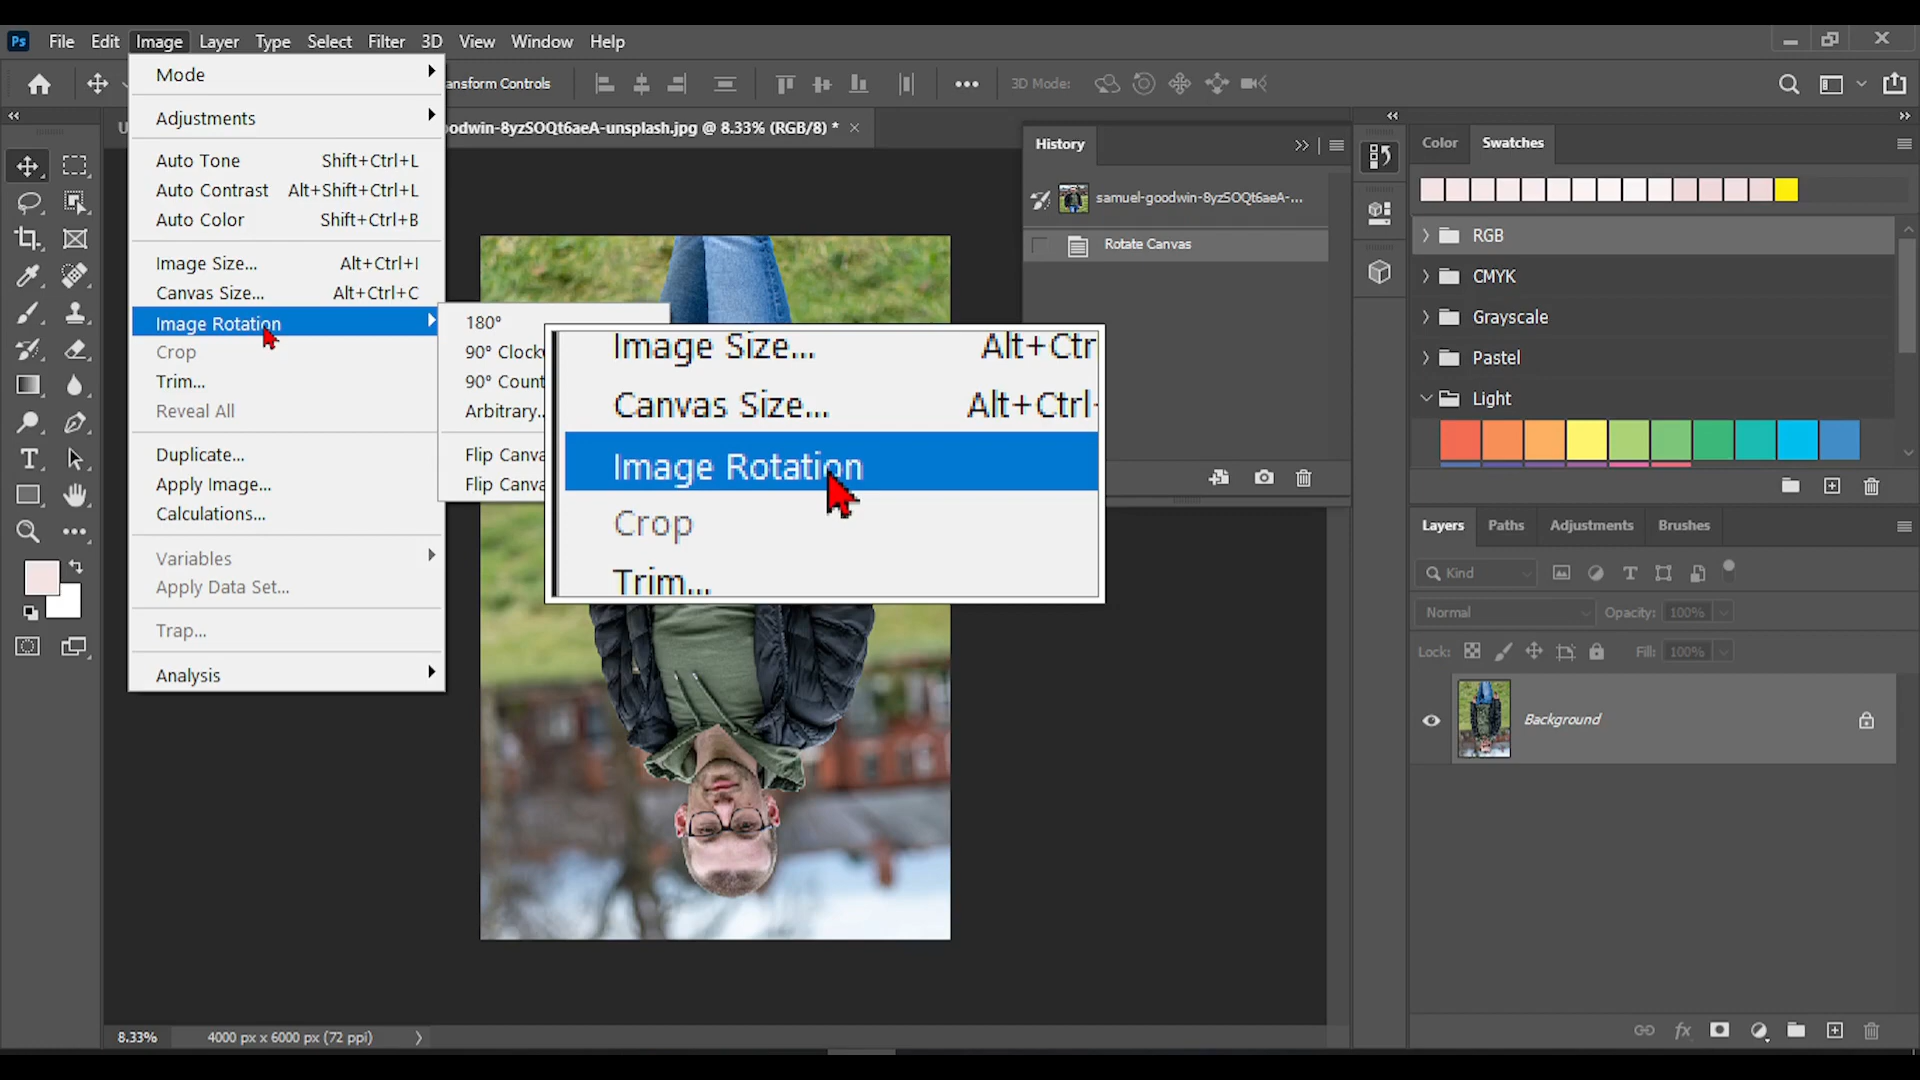 Ps File Edit Image Layer Type Select Filter 3D View Window Help
ansform Controls
3D Mode:
odwin-8yzSOQt6aeA-unsplash.jpg @ 8.33% (RGB/8) *
Mode
Adjustments
Auto Tone Shift+Ctrl+L
Auto Contrast Alt+Shift+Ctrl+L
Auto Color Shift+Ctrl+B
Image Size... Alt+Ctrl+I
Canvas Size... Alt+Ctrl+C
Image Rotation
Crop
Trim...
Reveal All
Duplicate...
Apply Image...
Calculations...
Variables
Apply Data Set...
Trap...
Analysis
180°
90° Clock
90° Count
Arbitrary..
Flip Canva
Flip Canva
Image Size... Alt+Ctr
Canvas Size... Alt+Ctrl
Image Rotation
Crop
Trim...
History
samuel-goodwin-8yzSOQt6aeA-...
Rotate Canvas
Color Swatches
RGB
CMYK
Grayscale
Pastel
Light
Layers Paths Adjustments Brushes
Kind
Normal Opacity: 100%
Lock: Fill: 100%
Background
fx
8.33% 4000 px x 6000 px (72 ppi)